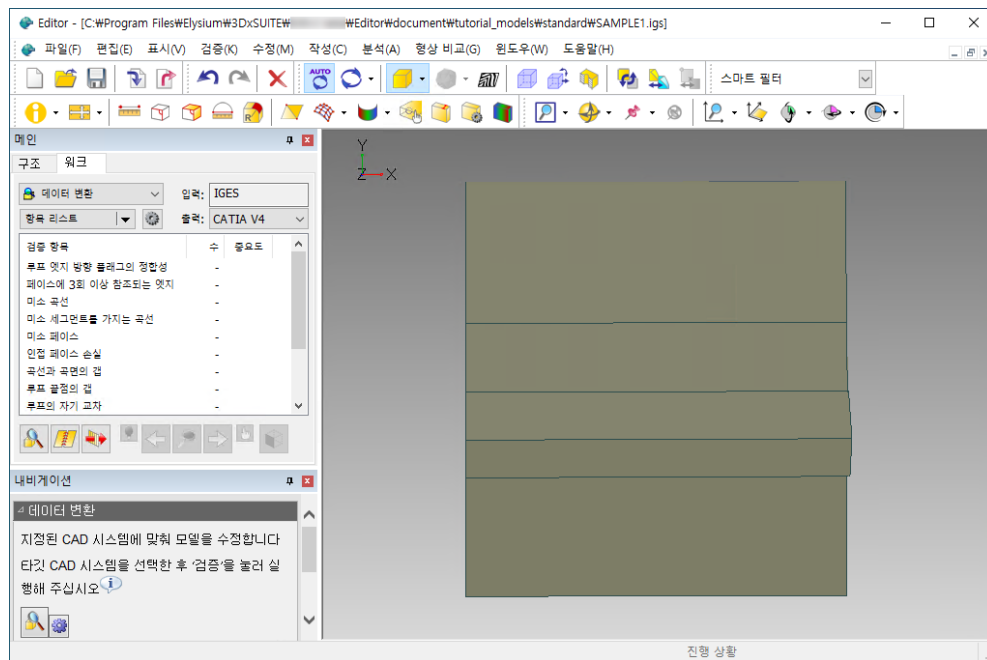 Editor - [C:₩Program Files₩Elysium₩3DxSUITE₩ ₩Editor₩document₩tutorial_models₩standard₩SAMPLE1.igs]
파일(F) 편집(E) 표시(V) 검증(K) 수정(M) 작성(C) 분석(A) 형상 비교(G) 윈도우(W) 도움말(H)
AUTO 스마트 필터
R
메인
구조 워크
데이터 변환 입력: IGES
항목 리스트 출력: CATIA V4
검증 항목 수 중요도
루프 엣지 방향 플래그의 정합성 -
페이스에 3회 이상 참조되는 엣지 -
미소 곡선 -
미소 세그먼트를 가지는 곡선 -
미소 페이스 -
인접 페이스 손실 -
곡선과 곡면의 갭 -
루프 끝점의 갭 -
루프의 자기 교차 -
내비게이션
데이터 변환
지정된 CAD 시스템에 맞춰 모델을 수정합니다
타깃 CAD 시스템을 선택한 후 '검증'을 눌러 실
행해 주십시오
Y
Z X
진행 상황